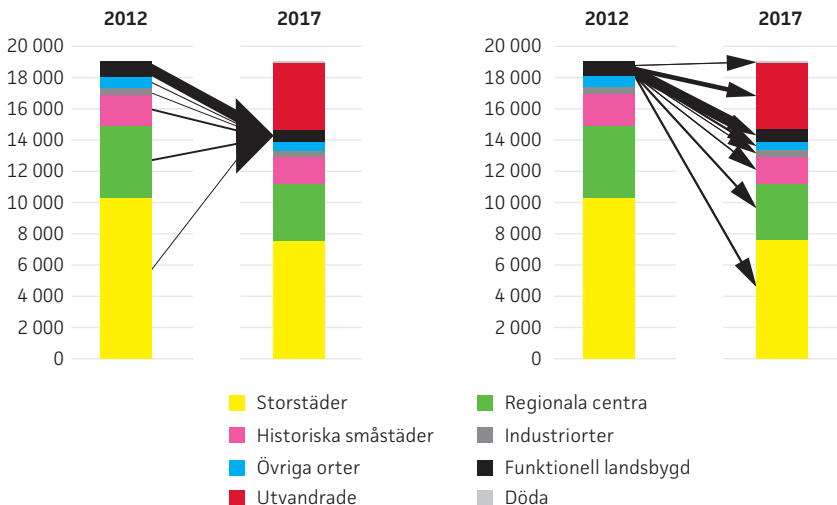 2012 2017 2012 2017
20 000 20 000
18 000 18 000
16 000 16 000
14 000 14 000
12 000 12 000
10 000 10 000
8 000 8 000
6 000 6 000
4 000 4 000
2 000 2 000
0 0
Storstäder Regionala centra
Historiska småstäder Industriorter
Övriga orter Funktionell landsbygd
Utvandrade Döda